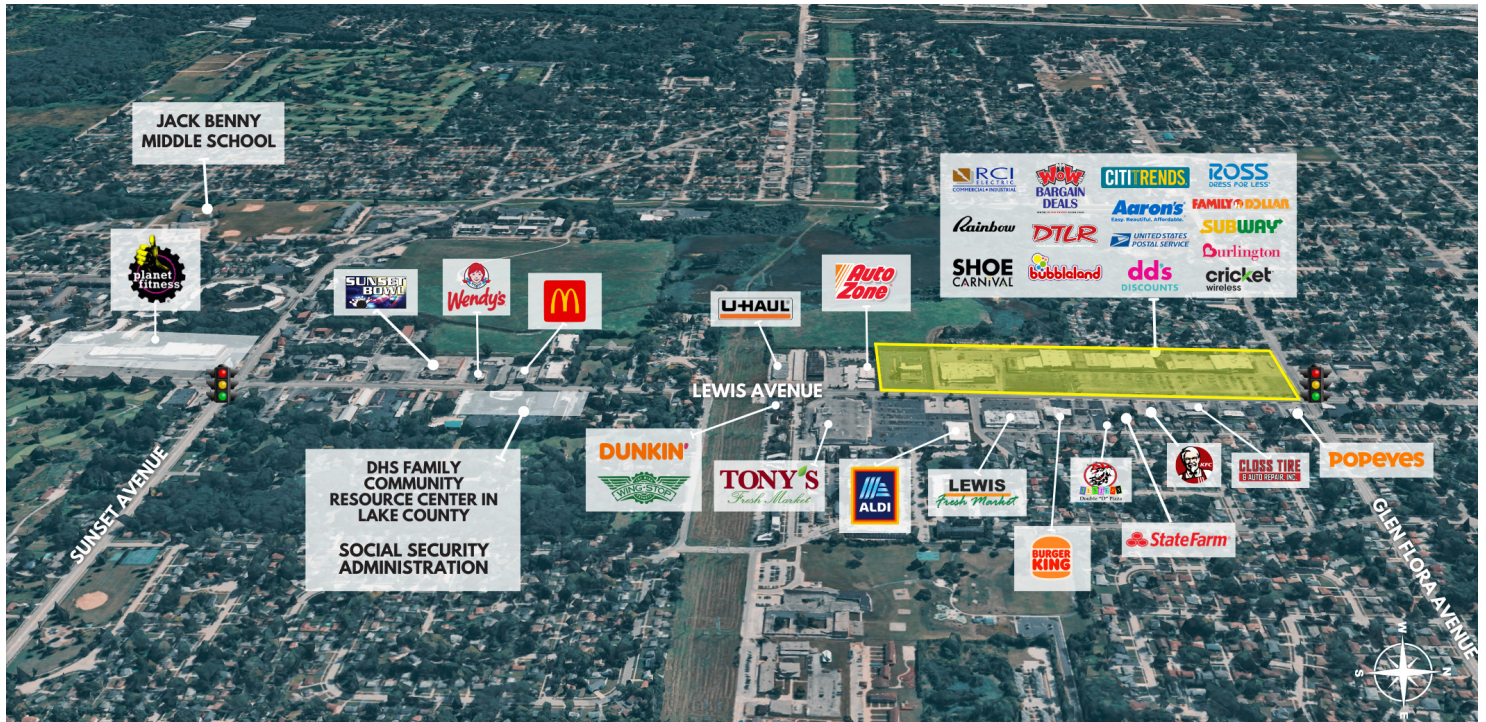 JACK BENNY
MIDDLE SCHOOL
planet
fitness
SUNSET
BOWL
Wendy's
U-HAUL
Auto
Zone
RCI
ELECTRIC
COMMERCIAL • INDUSTRIAL
WOW
BARGAIN
DEALS
CITITRENDS
ROSS
DRESS FOR LESS
Aaron's
Easy. Beautiful. Affordable.
FAMILY DOLLAR
Rainbow
DTLR
UNITED STATES
POSTAL SERVICE
SUBWAY
Burlington
SHOE
CARNIVAL
bubbleland
dd's
DISCOUNTS
cricket
wireless
LEWIS AVENUE
SUNSET AVENUE
DHS FAMILY
COMMUNITY
RESOURCE CENTER IN
LAKE COUNTY
SOCIAL SECURITY
ADMINISTRATION
DUNKIN'
WING STOP
TONY'S
Fresh Market
ALDI
LEWIS
Fresh Market
BURGER
KING
Double "D" Pizza
KFC
StateFarm
CLOSS TIRE
& AUTO REPAIR, INC.
POPEYES
GLEN FLORA AVENUE
W
S
N
E